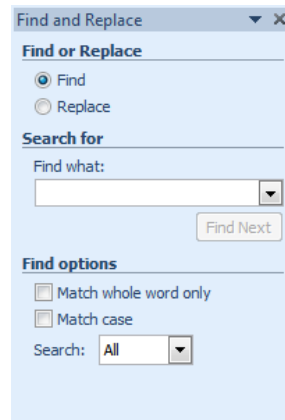 Find and Replace
Find or Replace
Find
Replace
Search for
Find what:
Find Next
Find options
Match whole word only
Match case
Search: All